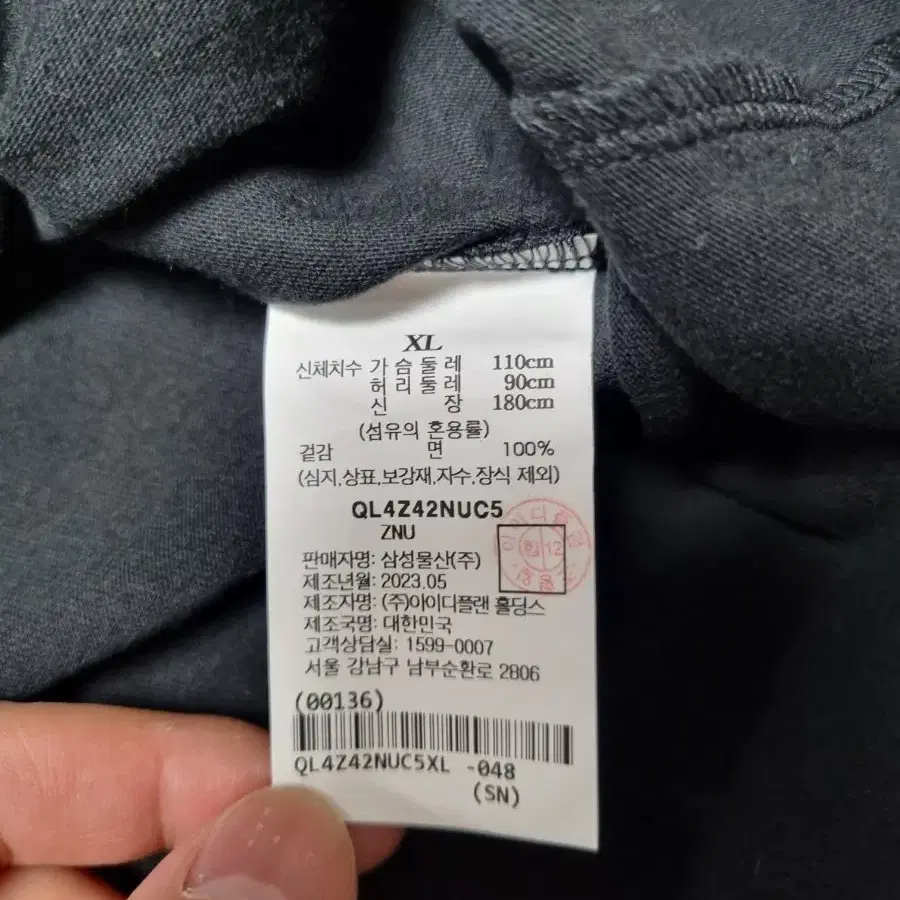 XL
신체치수 가슴둘레 110cm
허리둘레 90cm
신 장 180cm
(섬유의 혼용률)
겉감 면 100%
(심지,상표,보강재,자수,장식 제외)
QL4Z42NUC5
ZNU
판매자명: 삼성물산(주)
제조년월: 2023.05
제조자명: (주)아이디플랜 홀딩스
제조국명: 대한민국
고객상담실: 1599-0007
서울 강남구 남부순환로 2806
(00136)
QL4Z42NUC5XL -048
(SN)